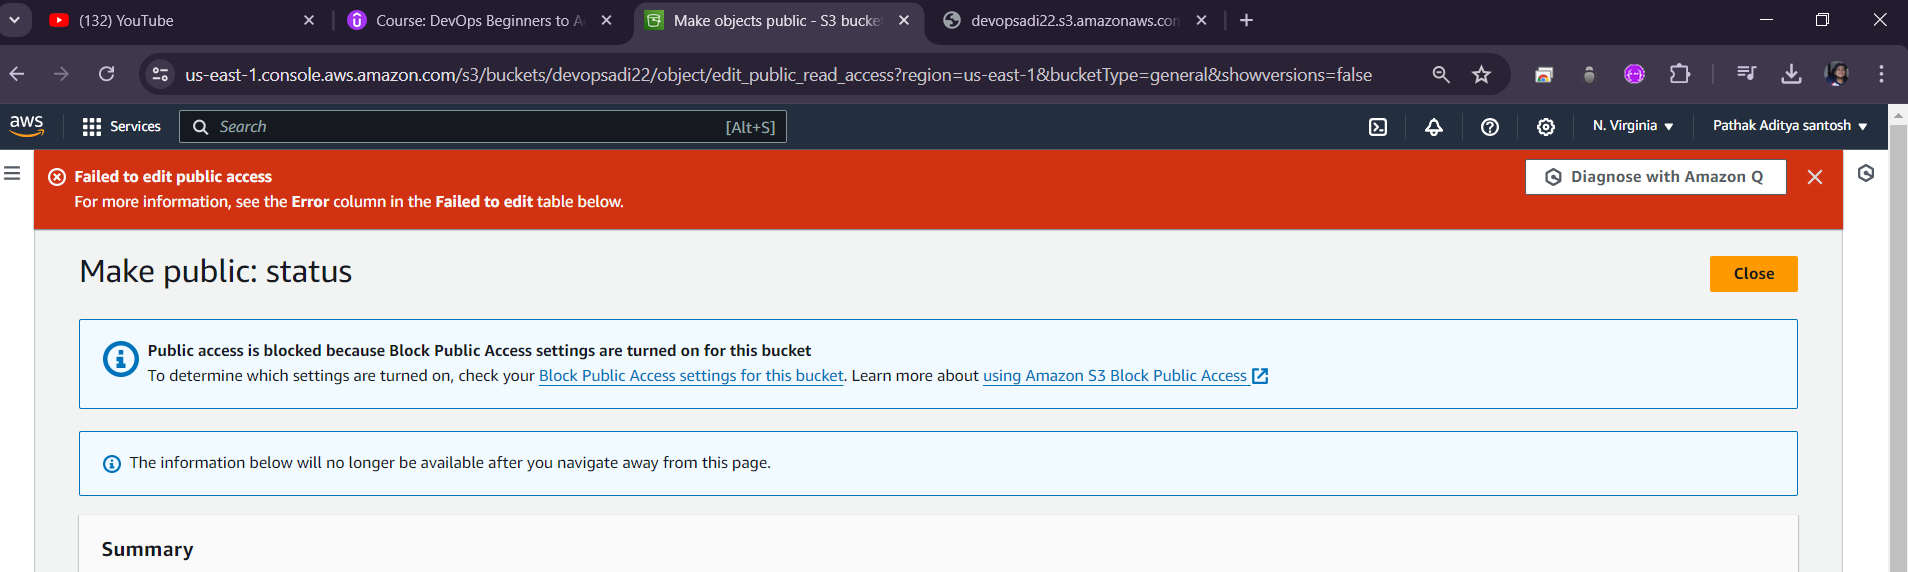 (132) YouTube
Course: DevOps Beginners to A
Make objects public - S3 bucke
devopsadi22.s3.amazonaws.con
us-east-1.console.aws.amazon.com/s3/buckets/devopsadi22/object/edit_public_read_access?region=us-east-1&bucketType=general&showversions=false
aws
Services
Search
[Alt+S]
N. Virginia
Pathak Aditya santosh
Failed to edit public access
For more information, see the Error column in the Failed to edit table below.
Diagnose with Amazon Q
Make public: status
Close
Public access is blocked because Block Public Access settings are turned on for this bucket
To determine which settings are turned on, check your Block Public Access settings for this bucket. Learn more about using Amazon S3 Block Public Access
The information below will no longer be available after you navigate away from this page.
Summary